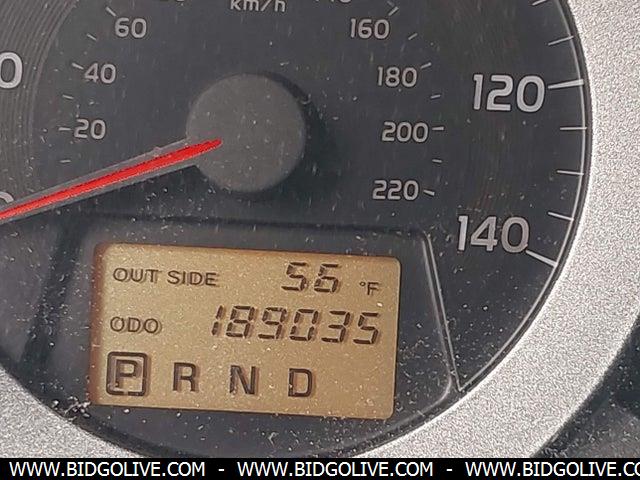 km/h
60 160
40 180
20 200
220
120
140
OUT SIDE 56 °F
ODO 189035
P R N D
WWW.BIDGOLIVE.COM - WWW.BIDGOLIVE.COM - WWW.BIDGOLIVE.CO